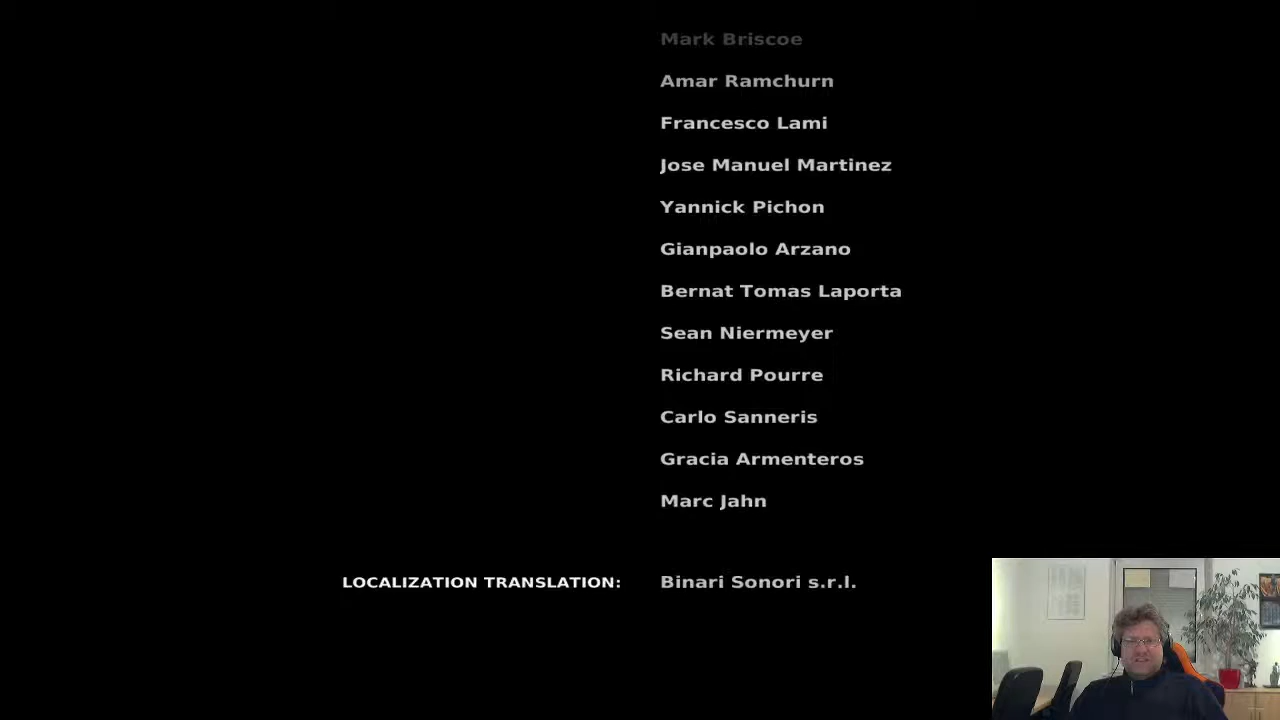 Mark Briscoe
Amar Ramchurn
Francesco Lami
Jose Manuel Martinez
Yannick Pichon
Gianpaolo Arzano
Bernat Tomas Laporta
Sean Niermeyer
Richard Pourre
Carlo Sanneris
Gracia Armenteros
Marc Jahn
LOCALIZATION TRANSLATION: Binari Sonori s.r.l.